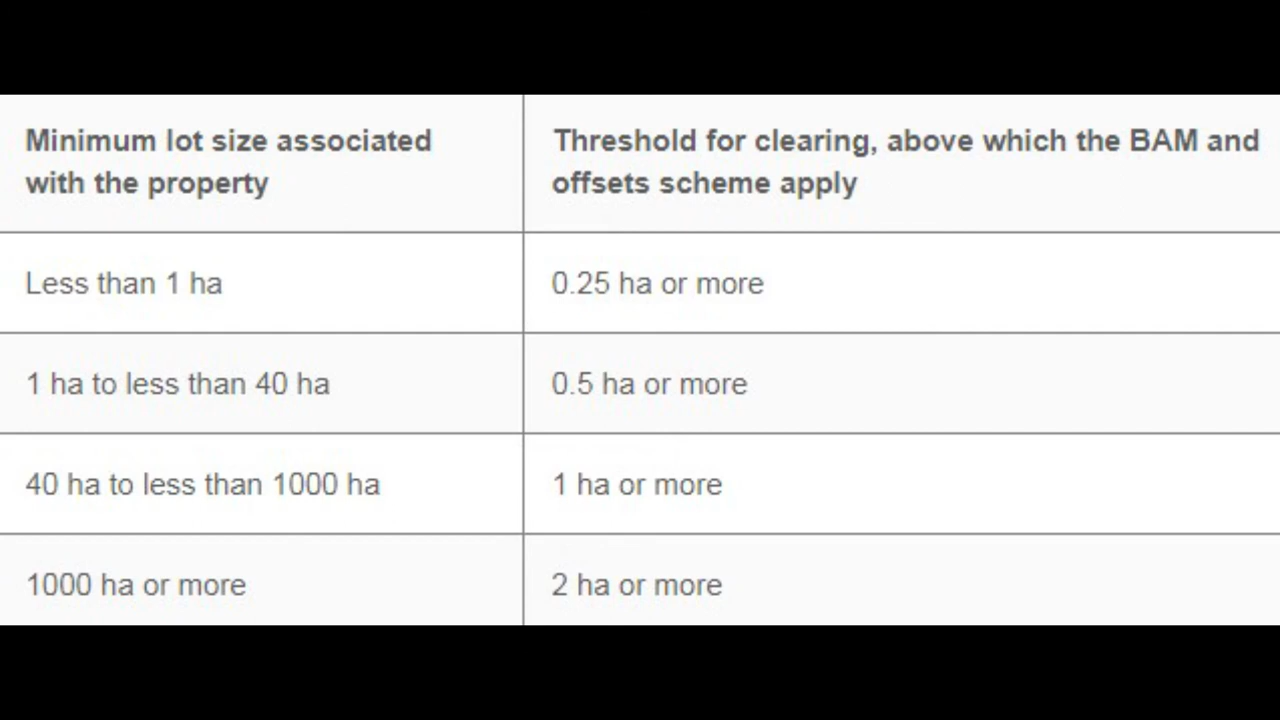 Minimum lot size associated
with the property
Threshold for clearing, above which the BAM and
offsets scheme apply
Less than 1 ha
0.25 ha or more
1 ha to less than 40 ha
0.5 ha or more
40 ha to less than 1000 ha
1 ha or more
1000 ha or more
2 ha or more